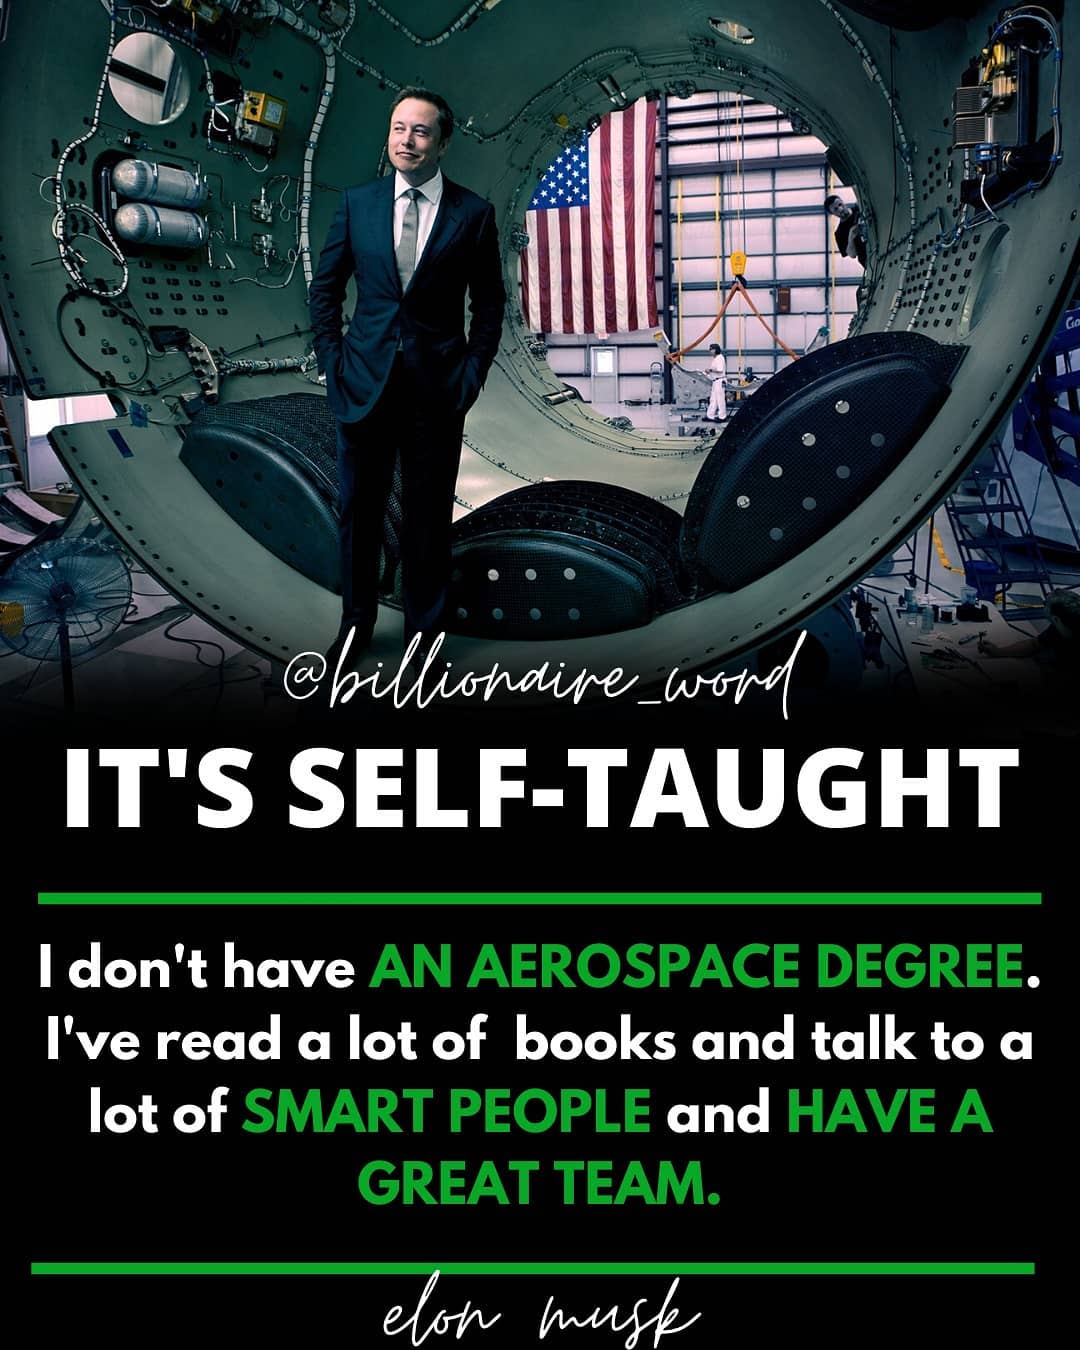 @billionaire_word
IT'S SELF-TAUGHT
I don't have AN AEROSPACE DEGREE.
I've read a lot of books and talk to a
lot of SMART PEOPLE and HAVE A
GREAT TEAM.
elon musk